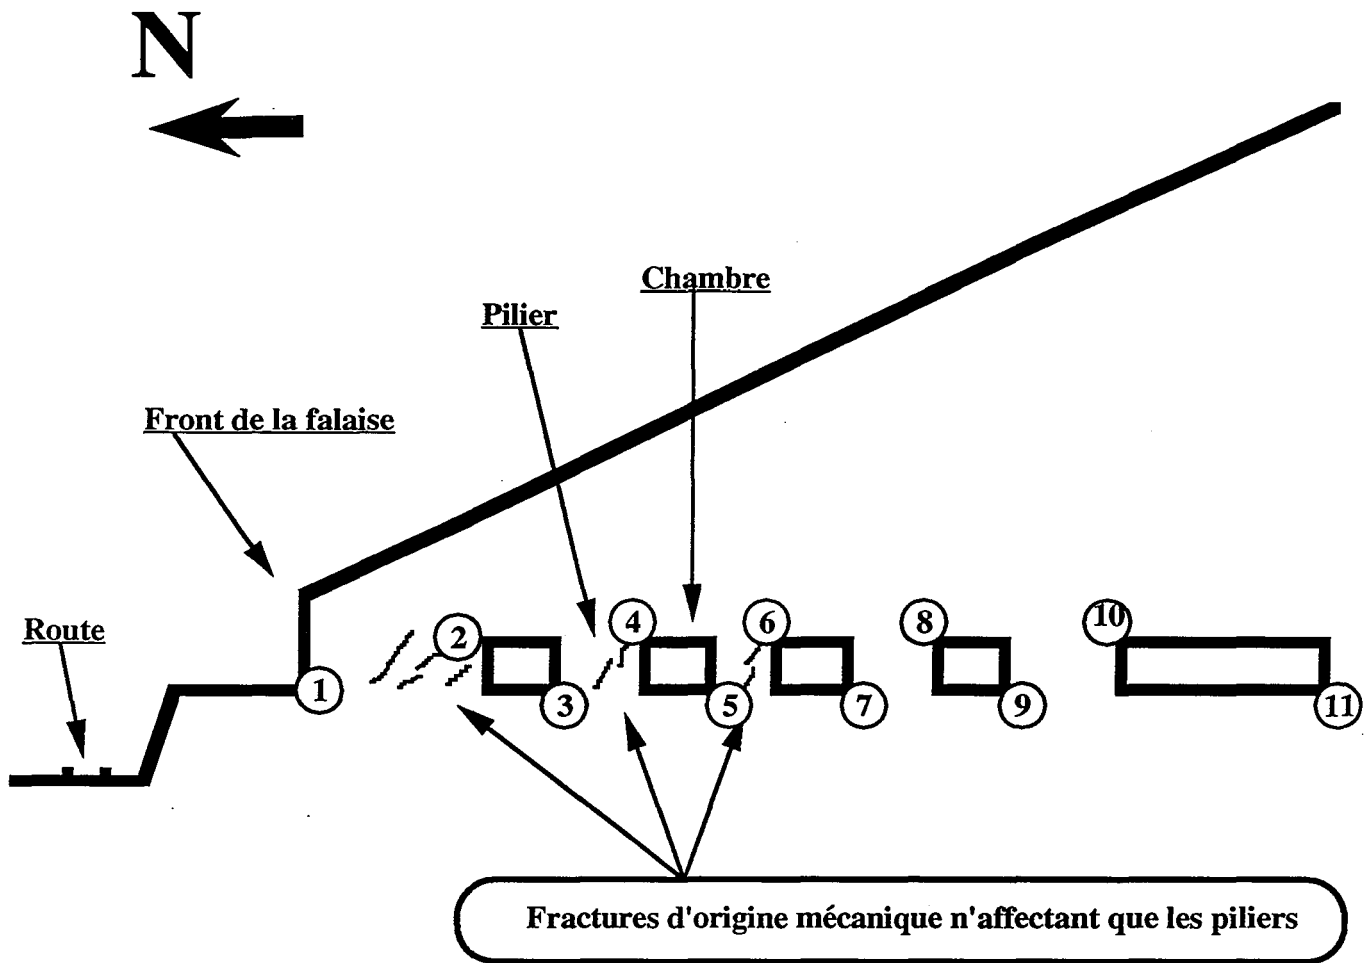 N
Chambre
Pilier
Front de la falaise
Route
1
2
3
4
5
6
7
8
9
10
11
Fractures d'origine mécanique n'affectant que les piliers